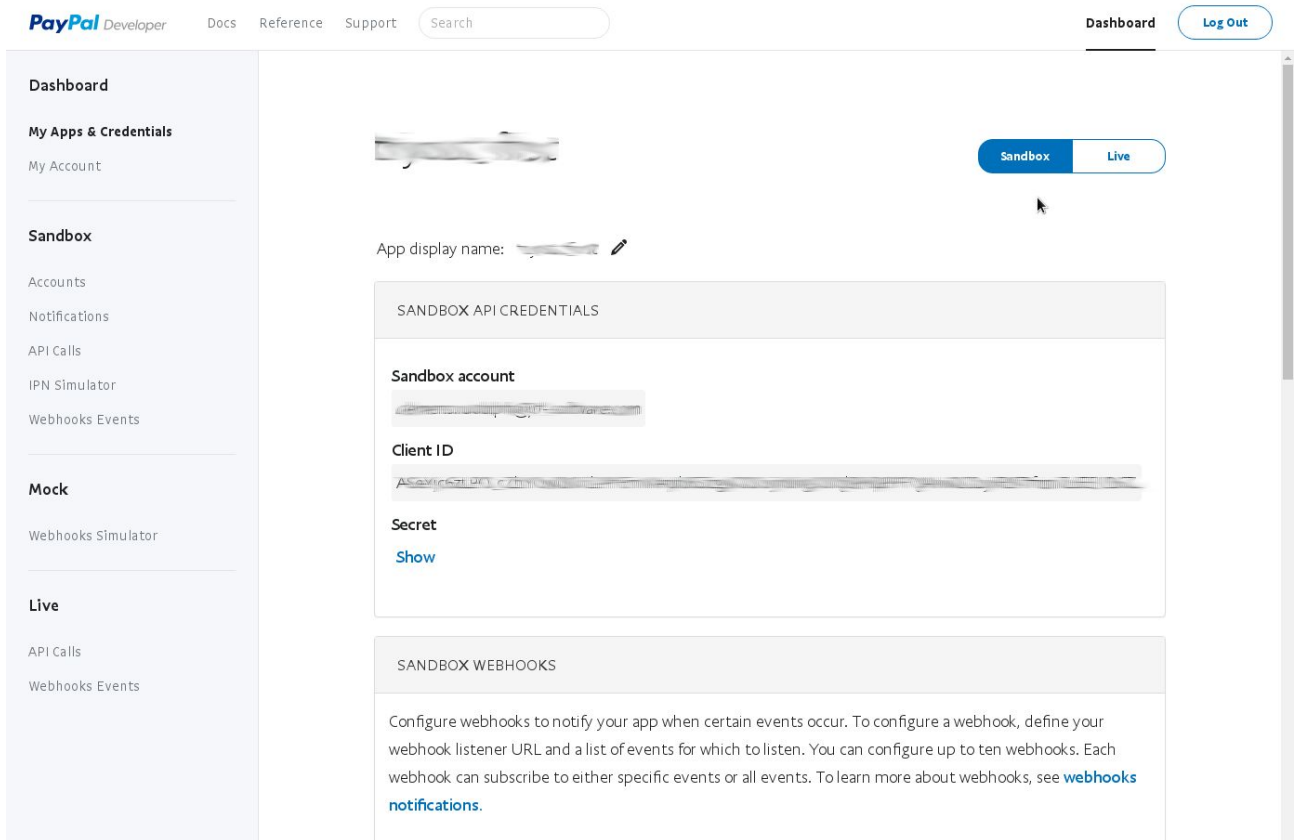 PayPal Developer
Docs
Reference
Support
Search
Dashboard
Log Out
Dashboard
My Apps & Credentials
My Account
Sandbox
Accounts
Notifications
API Calls
IPN Simulator
Webhooks Events
Mock
Webhooks Simulator
Live
API Calls
Webhooks Events
Sandbox
Live
App display name:
SANDBOX API CREDENTIALS
Sandbox account
Client ID
Secret
Show
SANDBOX WEBHOOKS
Configure webhooks to notify your app when certain events occur. To configure a webhook, define your
webhook listener URL and a list of events for which to listen. You can configure up to ten webhooks. Each
webhook can subscribe to either specific events or all events. To learn more about webhooks, see webhooks
notifications.